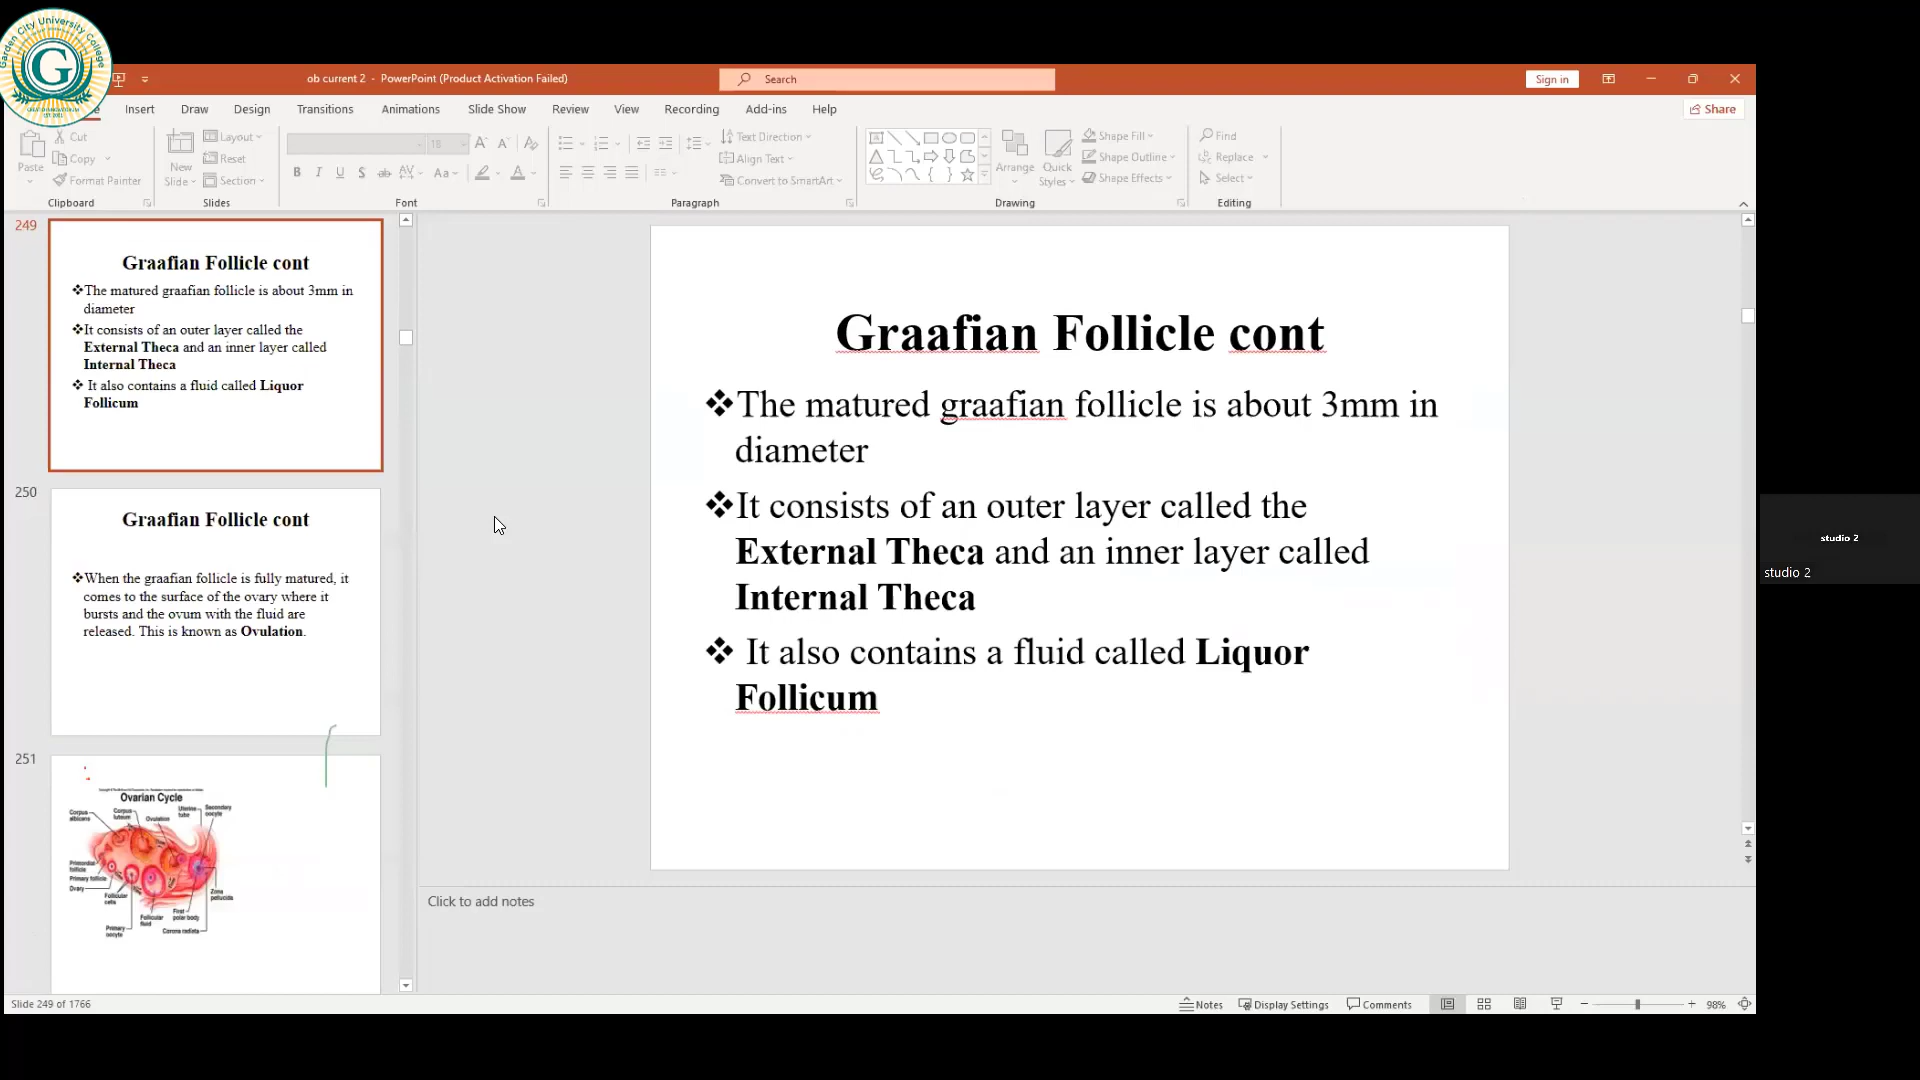 Garden City University College
G
ob current 2 - PowerPoint (Product Activation Failed)
Search
Sign in
Insert Draw Design Transitions Animations Slide Show Review View Recording Add-ins Help
Share
Paste
Cut
Copy
Format Painter
Clipboard
New Slide
Layout
Reset
Section
Slides
18
B I U S ab AV Aa A
Font
Text Direction
Align Text
Convert to SmartArt
Paragraph
Arrange
Quick Styles
Shape Fill
Shape Outline
Shape Effects
Drawing
Find
Replace
Select
Editing
249
Graafian Follicle cont
❖The matured graafian follicle is about 3mm in
diameter
❖It consists of an outer layer called the
External Theca and an inner layer called
Internal Theca
❖ It also contains a fluid called Liquor
Follicum
250
Graafian Follicle cont
❖When the graafian follicle is fully matured, it
comes to the surface of the ovary where it
bursts and the ovum with the fluid are
released. This is known as Ovulation.
251
Ovarian Cycle
Corpus albicans
Corpus luteum
Ovulation
Uterine tube
Secondary oocyte
Primordial follicle
Primary follicle
Ovary
Follicular cells
Primary oocyte
Follicular fluid
First polar body
Corona radiata
Zona pellucida
Graafian Follicle cont
❖The matured graafian follicle is about 3mm in
diameter
❖It consists of an outer layer called the
External Theca and an inner layer called
Internal Theca
❖ It also contains a fluid called Liquor
Follicum
Click to add notes
studio 2
studio 2
Slide 249 of 1766
Notes Display Settings Comments 98%